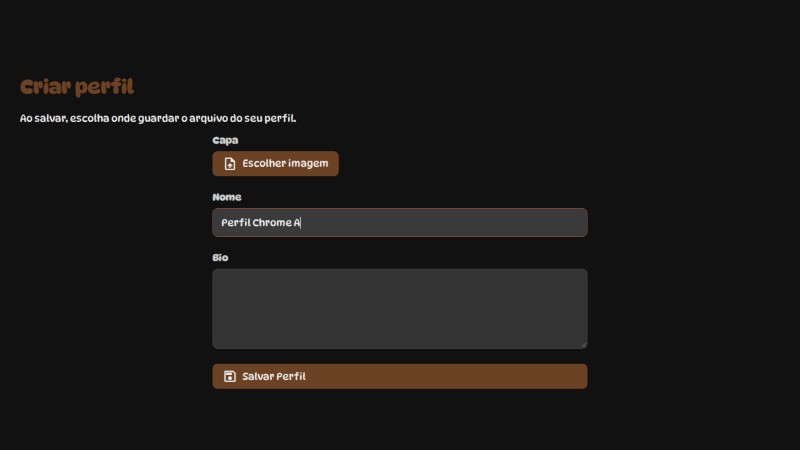 Criar perfil
Ao salvar, escolha onde guardar o arquivo do seu perfil.
Capa
Escolher imagem
Nome
Perfil Chrome A
Bio
Salvar Perfil